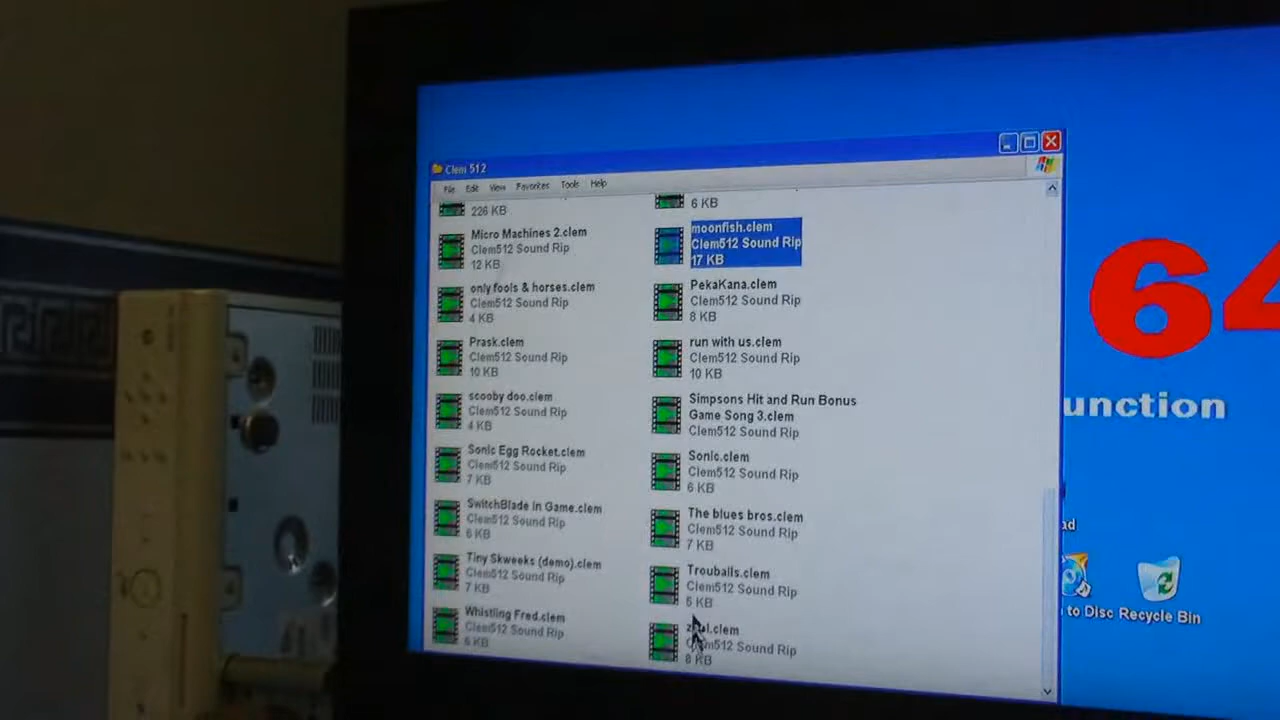 Clem 512
File Edit View Favorites Tools Help
226 KB
6 KB
Micro Machines 2.clem
Clem512 Sound Rip
12 KB
moonfish.clem
Clem512 Sound Rip
17 KB
only fools & horses.clem
Clem512 Sound Rip
4 KB
PekaKana.clem
Clem512 Sound Rip
8 KB
Prask.clem
Clem512 Sound Rip
10 KB
run with us.clem
Clem512 Sound Rip
10 KB
scooby doo.clem
Clem512 Sound Rip
4 KB
Simpsons Hit and Run Bonus
Game Song 3.clem
Clem512 Sound Rip
Sonic Egg Rocket.clem
Clem512 Sound Rip
7 KB
Sonic.clem
Clem512 Sound Rip
6 KB
SwitchBlade in Game.clem
Clem512 Sound Rip
6 KB
The blues bros.clem
Clem512 Sound Rip
7 KB
Tiny Skweeks (demo).clem
Clem512 Sound Rip
7 KB
Trouballs.clem
Clem512 Sound Rip
5 KB
Whistling Fred.clem
Clem512 Sound Rip
6 KB
Clem512 Sound Rip
8 KB
64
unction
ad
to Disc
Recycle Bin